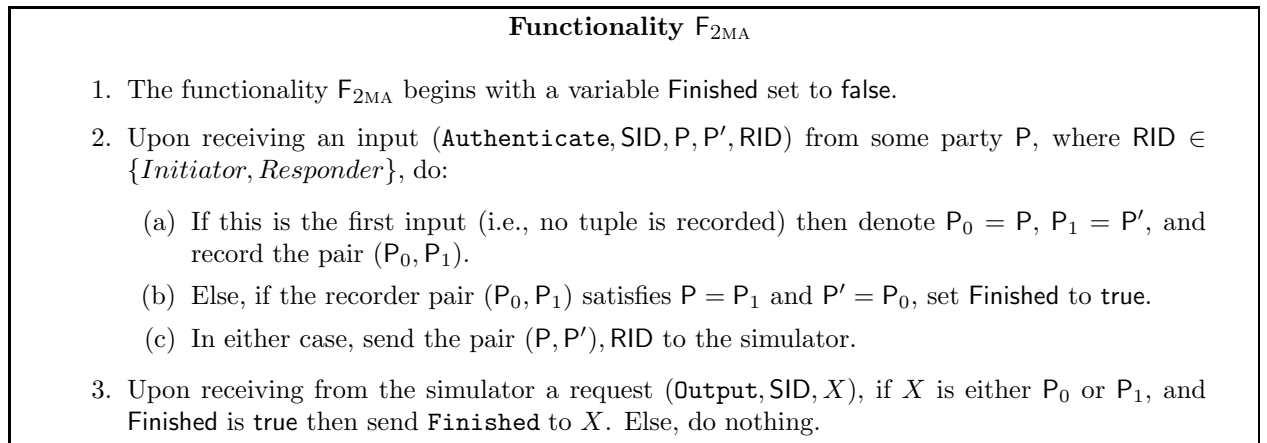 Functionality F2MA
1. The functionality F2MA begins with a variable Finished set to false.
2. Upon receiving an input (Authenticate, SID, P, P′, RID) from some party P, where RID ∈
{Initiator, Responder}, do:
(a) If this is the first input (i.e., no tuple is recorded) then denote P0 = P, P1 = P′, and
record the pair (P0, P1).
(b) Else, if the recorder pair (P0, P1) satisfies P = P1 and P′ = P0, set Finished to true.
(c) In either case, send the pair (P, P′), RID to the simulator.
3. Upon receiving from the simulator a request (Output, SID, X), if X is either P0 or P1, and
Finished is true then send Finished to X. Else, do nothing.